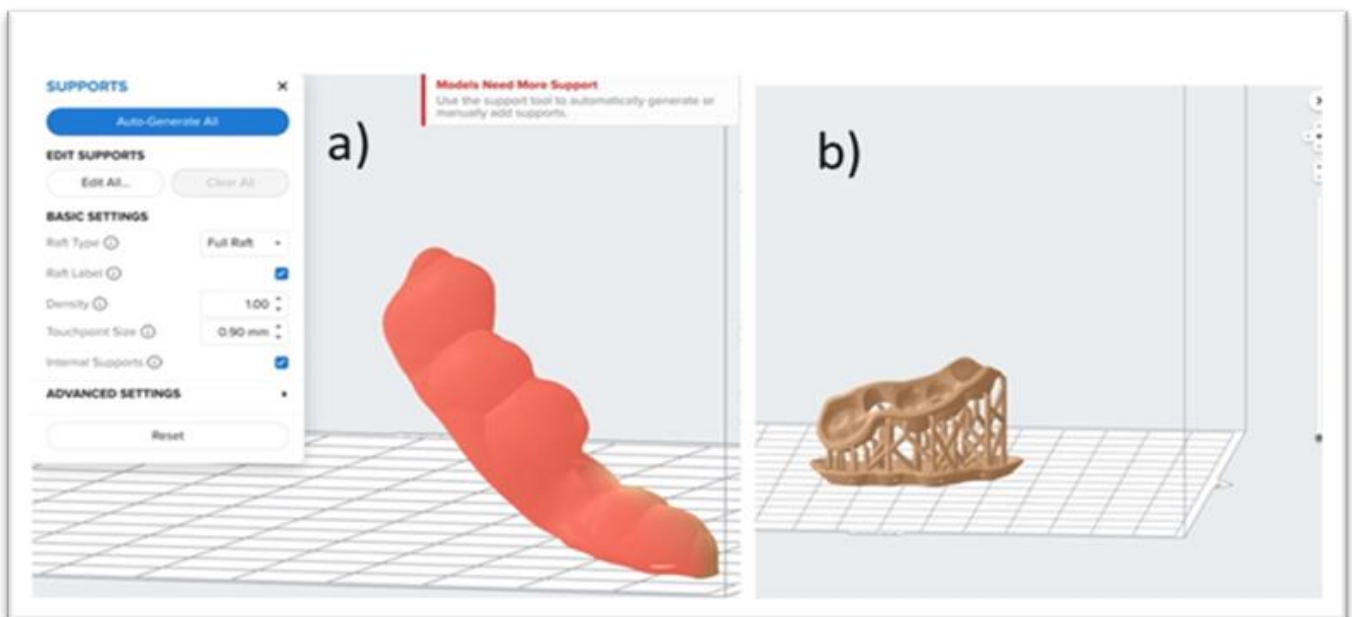 SUPPORTS
Auto-Generate All
EDIT SUPPORTS
Edit All...
Clear All
BASIC SETTINGS
Raft Type
Full Raft
Raft Label
Density
1.00
Touchpoint Size
0.90 mm
Internal Supports
ADVANCED SETTINGS
Reset
Models Need More Support
Use the support tool to automatically generate or
manually add supports.
a)
b)